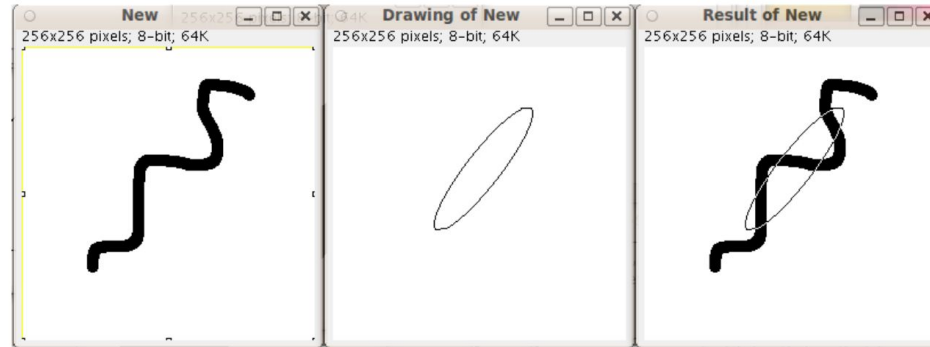 New
256x256 pixels; 8-bit; 64K
Drawing of New
256x256 pixels; 8-bit; 64K
Result of New
256x256 pixels; 8-bit; 64K